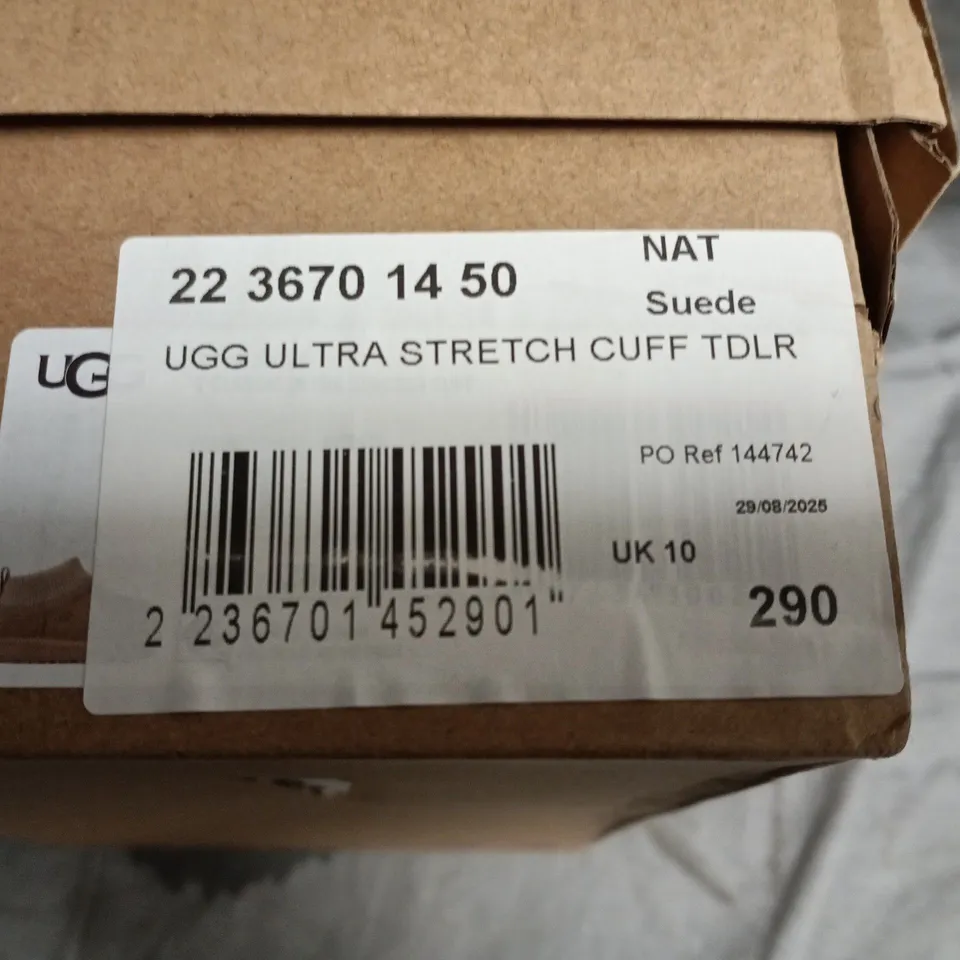 22 3670 14 50
NAT
Suede
UGG ULTRA STRETCH CUFF TDLR
UG
PO Ref 144742
29/08/2025
UK 10
290
2 236701 452901